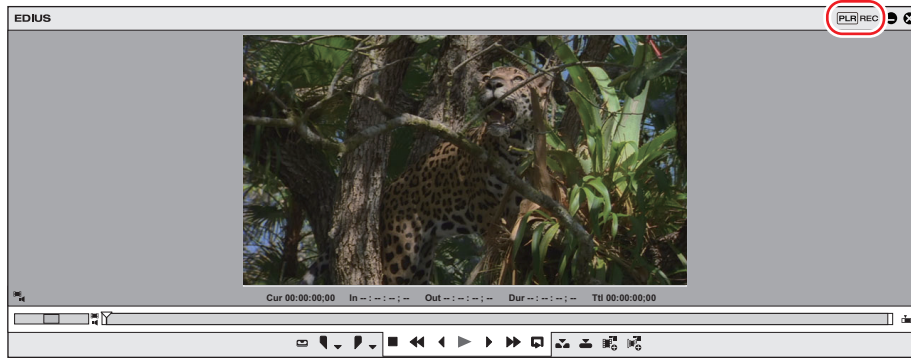 EDIUS
PLR REC
Cur 00:00:00;00 In -- : -- : -- ; -- Out -- : -- : -- ; -- Dur -- : -- : -- ; -- Ttl 00:00:00;00